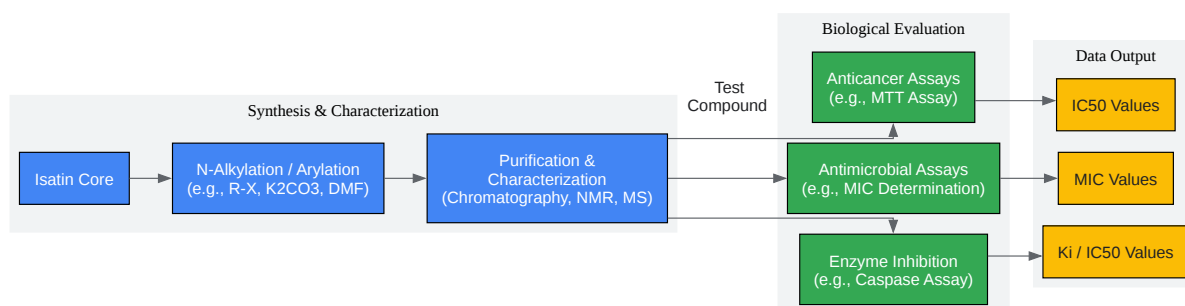 Synthesis & Characterization
Isatin Core
N-Alkylation / Arylation
(e.g., R-X, K2CO3, DMF)
Purification &
Characterization
(Chromatography, NMR, MS)
Test
Compound
Biological Evaluation
Anticancer Assays
(e.g., MTT Assay)
Antimicrobial Assays
(e.g., MIC Determination)
Enzyme Inhibition
(e.g., Caspase Assay)
Data Output
IC50 Values
MIC Values
Ki / IC50 Values